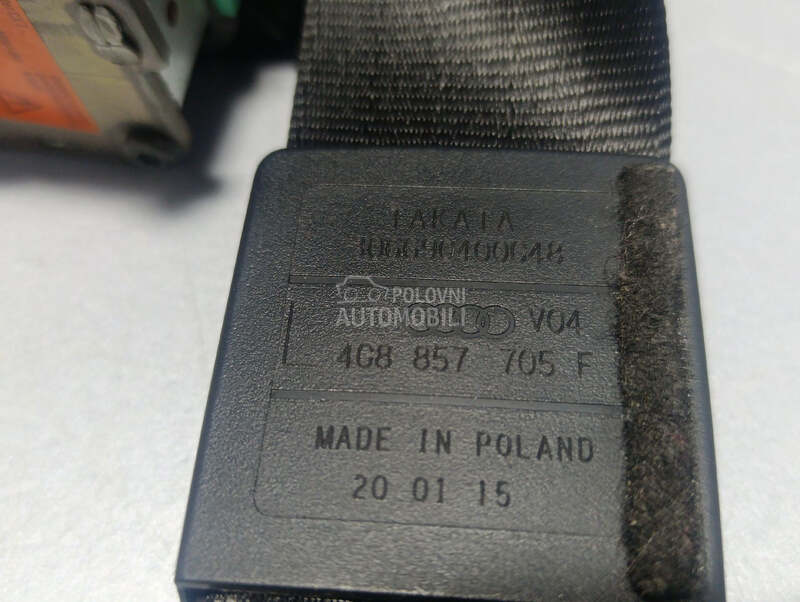 TAKATA
POLOVNI
AUTOMOBILI
V04
4G8 857 705 F
MADE IN POLAND
20 01 15